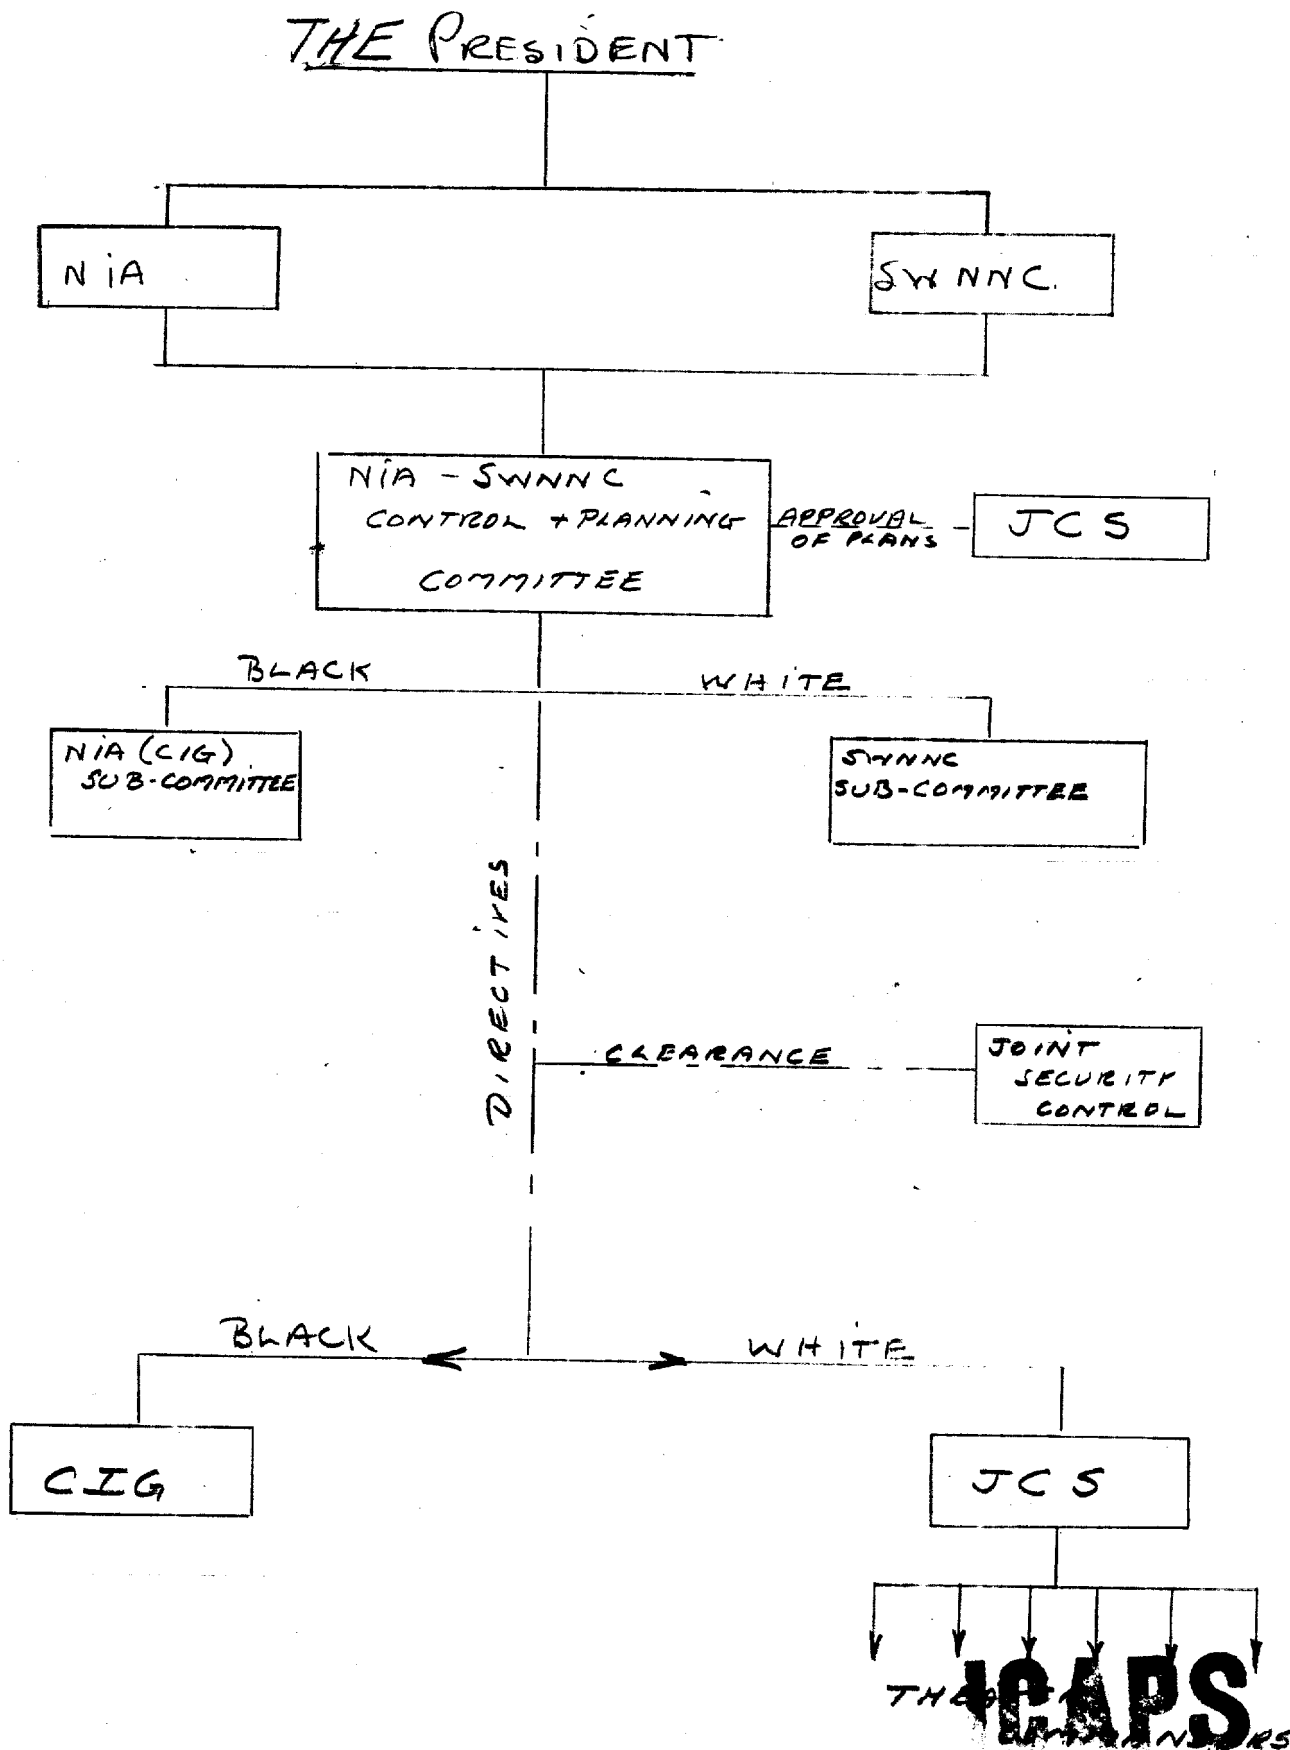 THE PRESIDENT
NiA
SWNNC.
NiA - SWNNC
CONTROL + PLANNING
COMMITTEE
APPROVAL
OF PLANS
JCS
BLACK
WHITE
NiA (CIG)
SUB-COMMITTEE
SWNNC
SUB-COMMITTEE
DIRECTIVES
CLEARANCE
JOINT
SECURITY
CONTROL
BLACK
WHITE
CIG
JCS
ICAPS